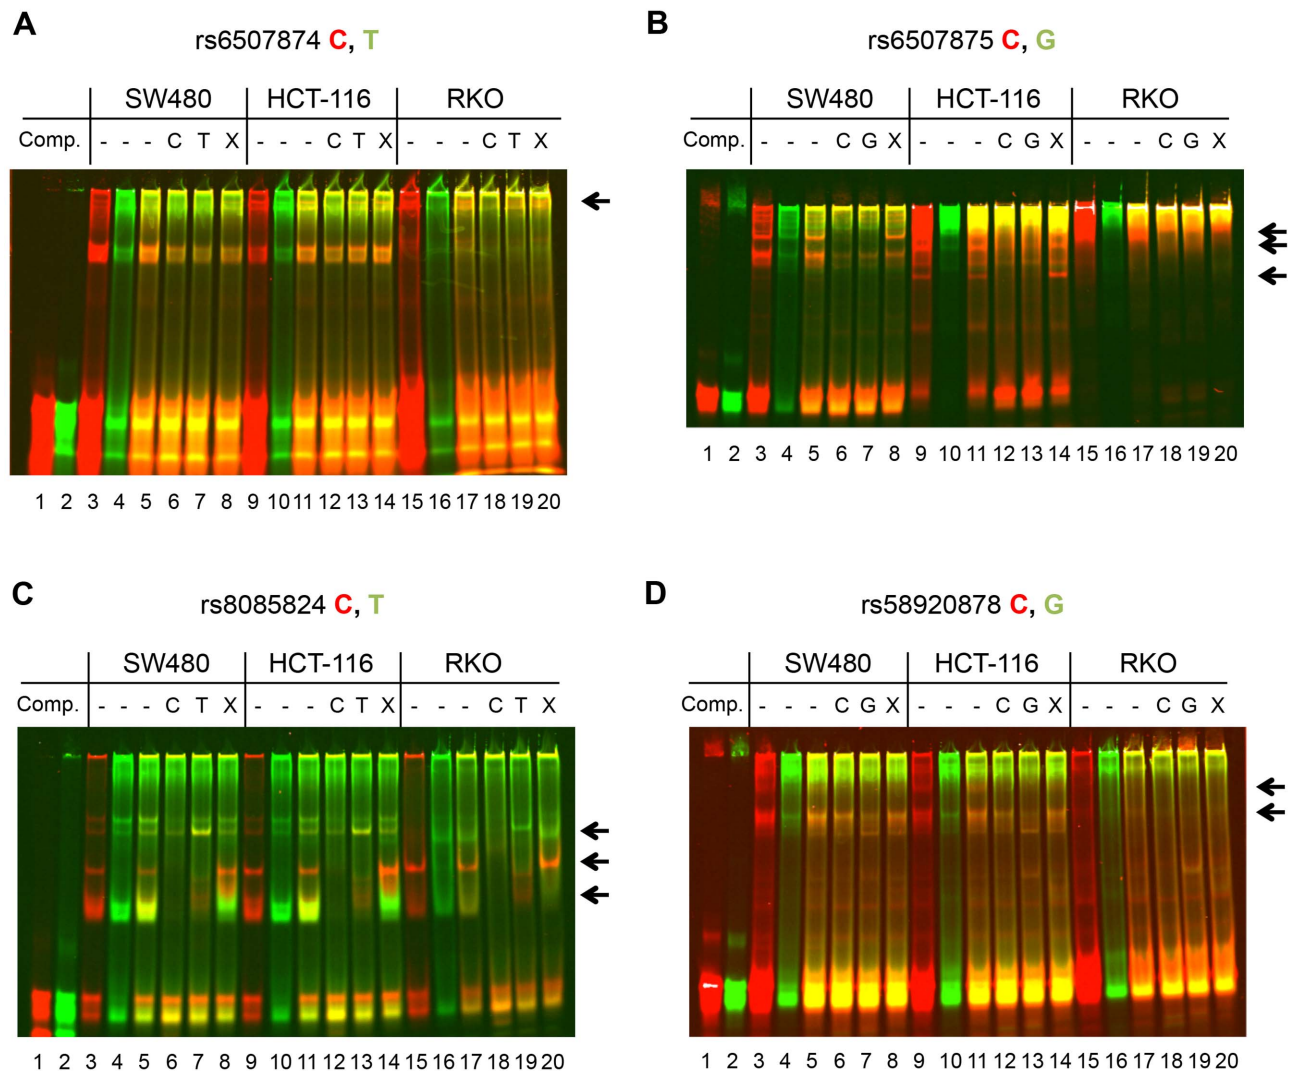 A
rs6507874 C, T
SW480 HCT-116 RKO
Comp. - - - C T X - - - C T X - - - C T X
1 2 3 4 5 6 7 8 9 10 11 12 13 14 15 16 17 18 19 20
B
rs6507875 C, G
SW480 HCT-116 RKO
Comp. - - - C G X - - - C G X - - - C G X
1 2 3 4 5 6 7 8 9 10 11 12 13 14 15 16 17 18 19 20
C
rs8085824 C, T
SW480 HCT-116 RKO
Comp. - - - C T X - - - C T X - - - C T X
1 2 3 4 5 6 7 8 9 10 11 12 13 14 15 16 17 18 19 20
D
rs58920878 C, G
SW480 HCT-116 RKO
Comp. - - - C G X - - - C G X - - - C G X
1 2 3 4 5 6 7 8 9 10 11 12 13 14 15 16 17 18 19 20